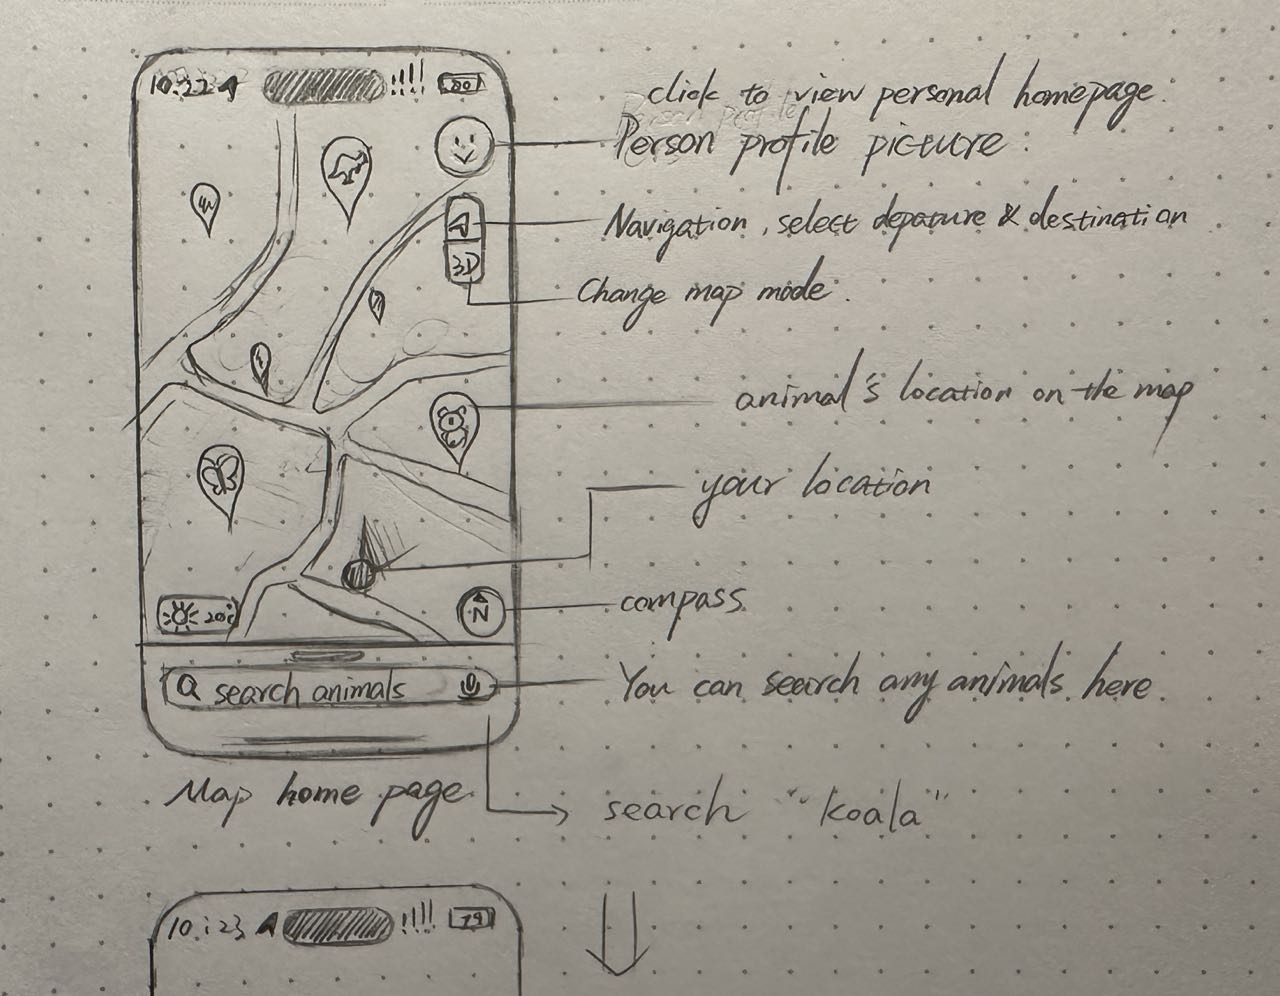 10:22
80
click to view personal homepage.
Person profile picture:
Navigation, select depature & destination
3D
Change map mode.
animal's location on the map
your location
20℃
N
compass
search animals
You can search any animals here
Map home page
search "koala"
10:23
79